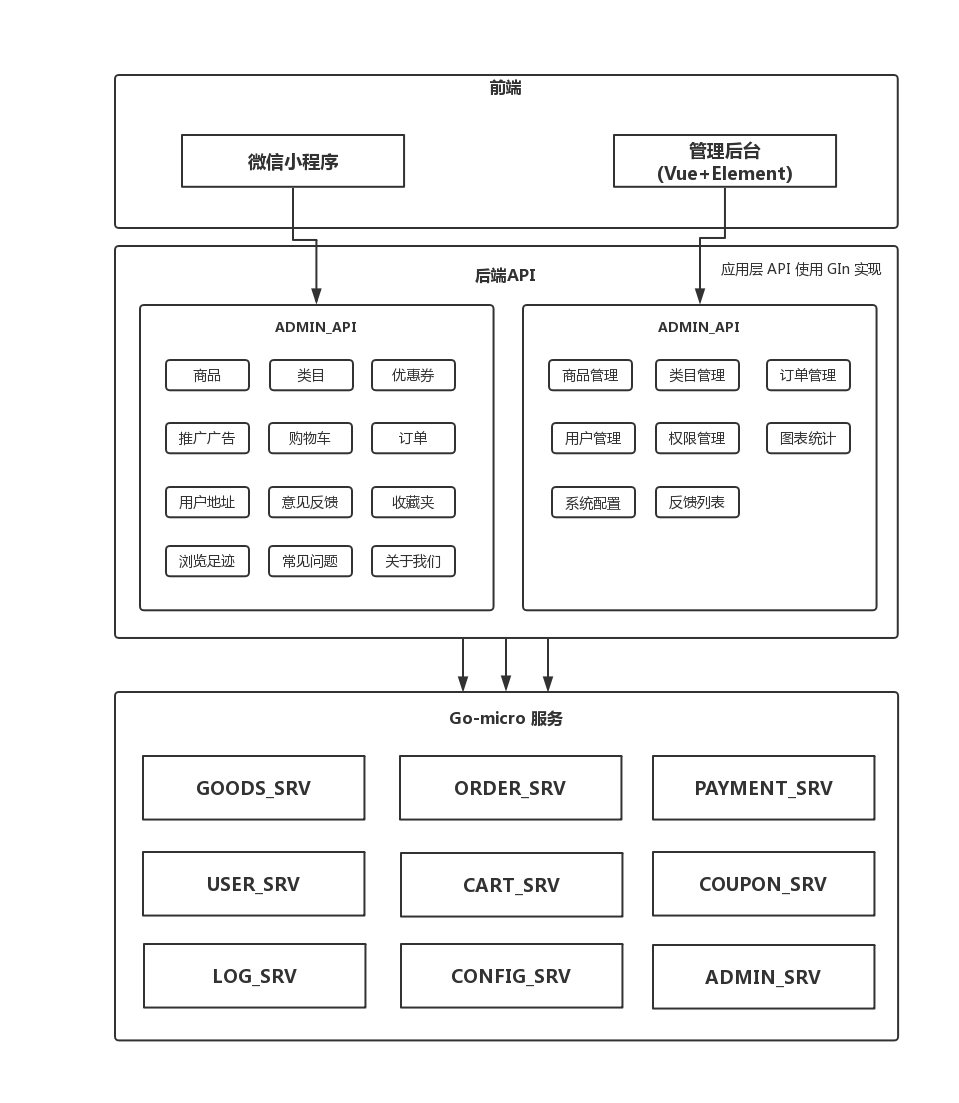 前端
微信小程序
管理后台
(Vue+Element)
后端API
应用层 API 使用 GIn 实现
ADMIN_API
商品
类目
优惠券
推广广告
购物车
订单
用户地址
意见反馈
收藏夹
浏览足迹
常见问题
关于我们
ADMIN_API
商品管理
类目管理
订单管理
用户管理
权限管理
图表统计
系统配置
反馈列表
Go-micro 服务
GOODS_SRV
ORDER_SRV
PAYMENT_SRV
USER_SRV
CART_SRV
COUPON_SRV
LOG_SRV
CONFIG_SRV
ADMIN_SRV